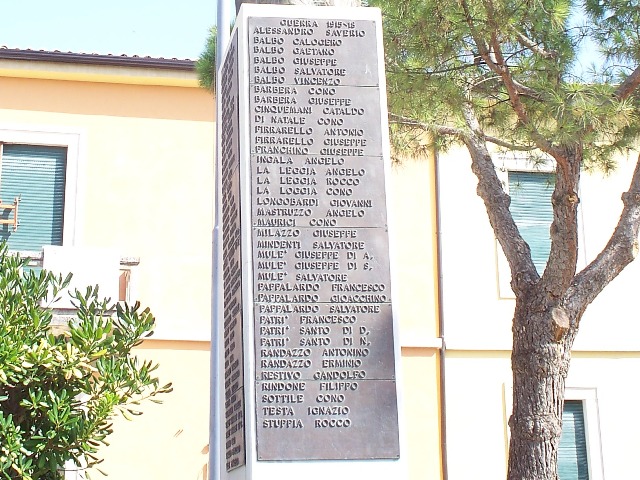 GUERRA 1915-18
ALESSANDRO SAVERIO
BALBO CALOGERO
BALBO GAETANO
BALBO GIUSEPPE
BALBO SALVATORE
BALBO VINCENZO
BARBERA CONO
BARBERA GIUSEPPE
CINQUEMANI CATALDO
DI NATALE CONO
FIRRARELLO ANTONIO
FIRRARELLO GIUSEPPE
FRANCHINO GIUSEPPE
INGALA ANGELO
LA LEGGIA ANGELO
LA LEGGIA ROCCO
LA LOGGIA CONO
LONGOBARDI GIOVANNI
MASTRUZZO ANGELO
MAURICI CONO
MILAZZO GIUSEPPE
MINDENTI SALVATORE
MULE' GIUSEPPE DI A.
MULE' GIUSEPPE DI S.
MULE' SALVATORE
PAPPALARDO FRANCESCO
PAPPALARDO GIOACCHINO
PAPPALARDO SALVATORE
PATRI' FRANCESCO
PATRI' SANTO DI D.
PATRI' SANTO DI N.
RANDAZZO ANTONINO
RANDAZZO ERMINIO
RESTIVO GANDOLFO
RINDONE FILIPPO
SOTTILE CONO
TESTA IGNAZIO
STUPPIA ROCCO